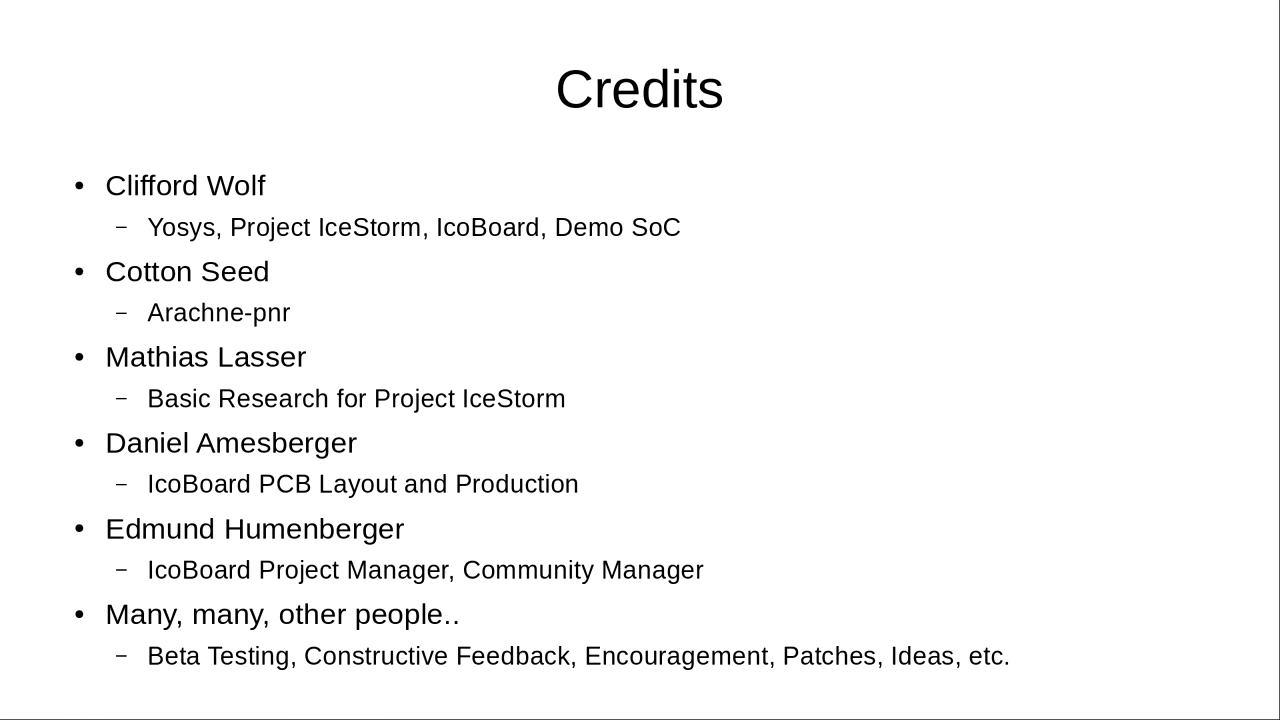 Credits
• Clifford Wolf
– Yosys, Project IceStorm, IcoBoard, Demo SoC
• Cotton Seed
– Arachne-pnr
• Mathias Lasser
– Basic Research for Project IceStorm
• Daniel Amesberger
– IcoBoard PCB Layout and Production
• Edmund Humenberger
– IcoBoard Project Manager, Community Manager
• Many, many, other people..
– Beta Testing, Constructive Feedback, Encouragement, Patches, Ideas, etc.